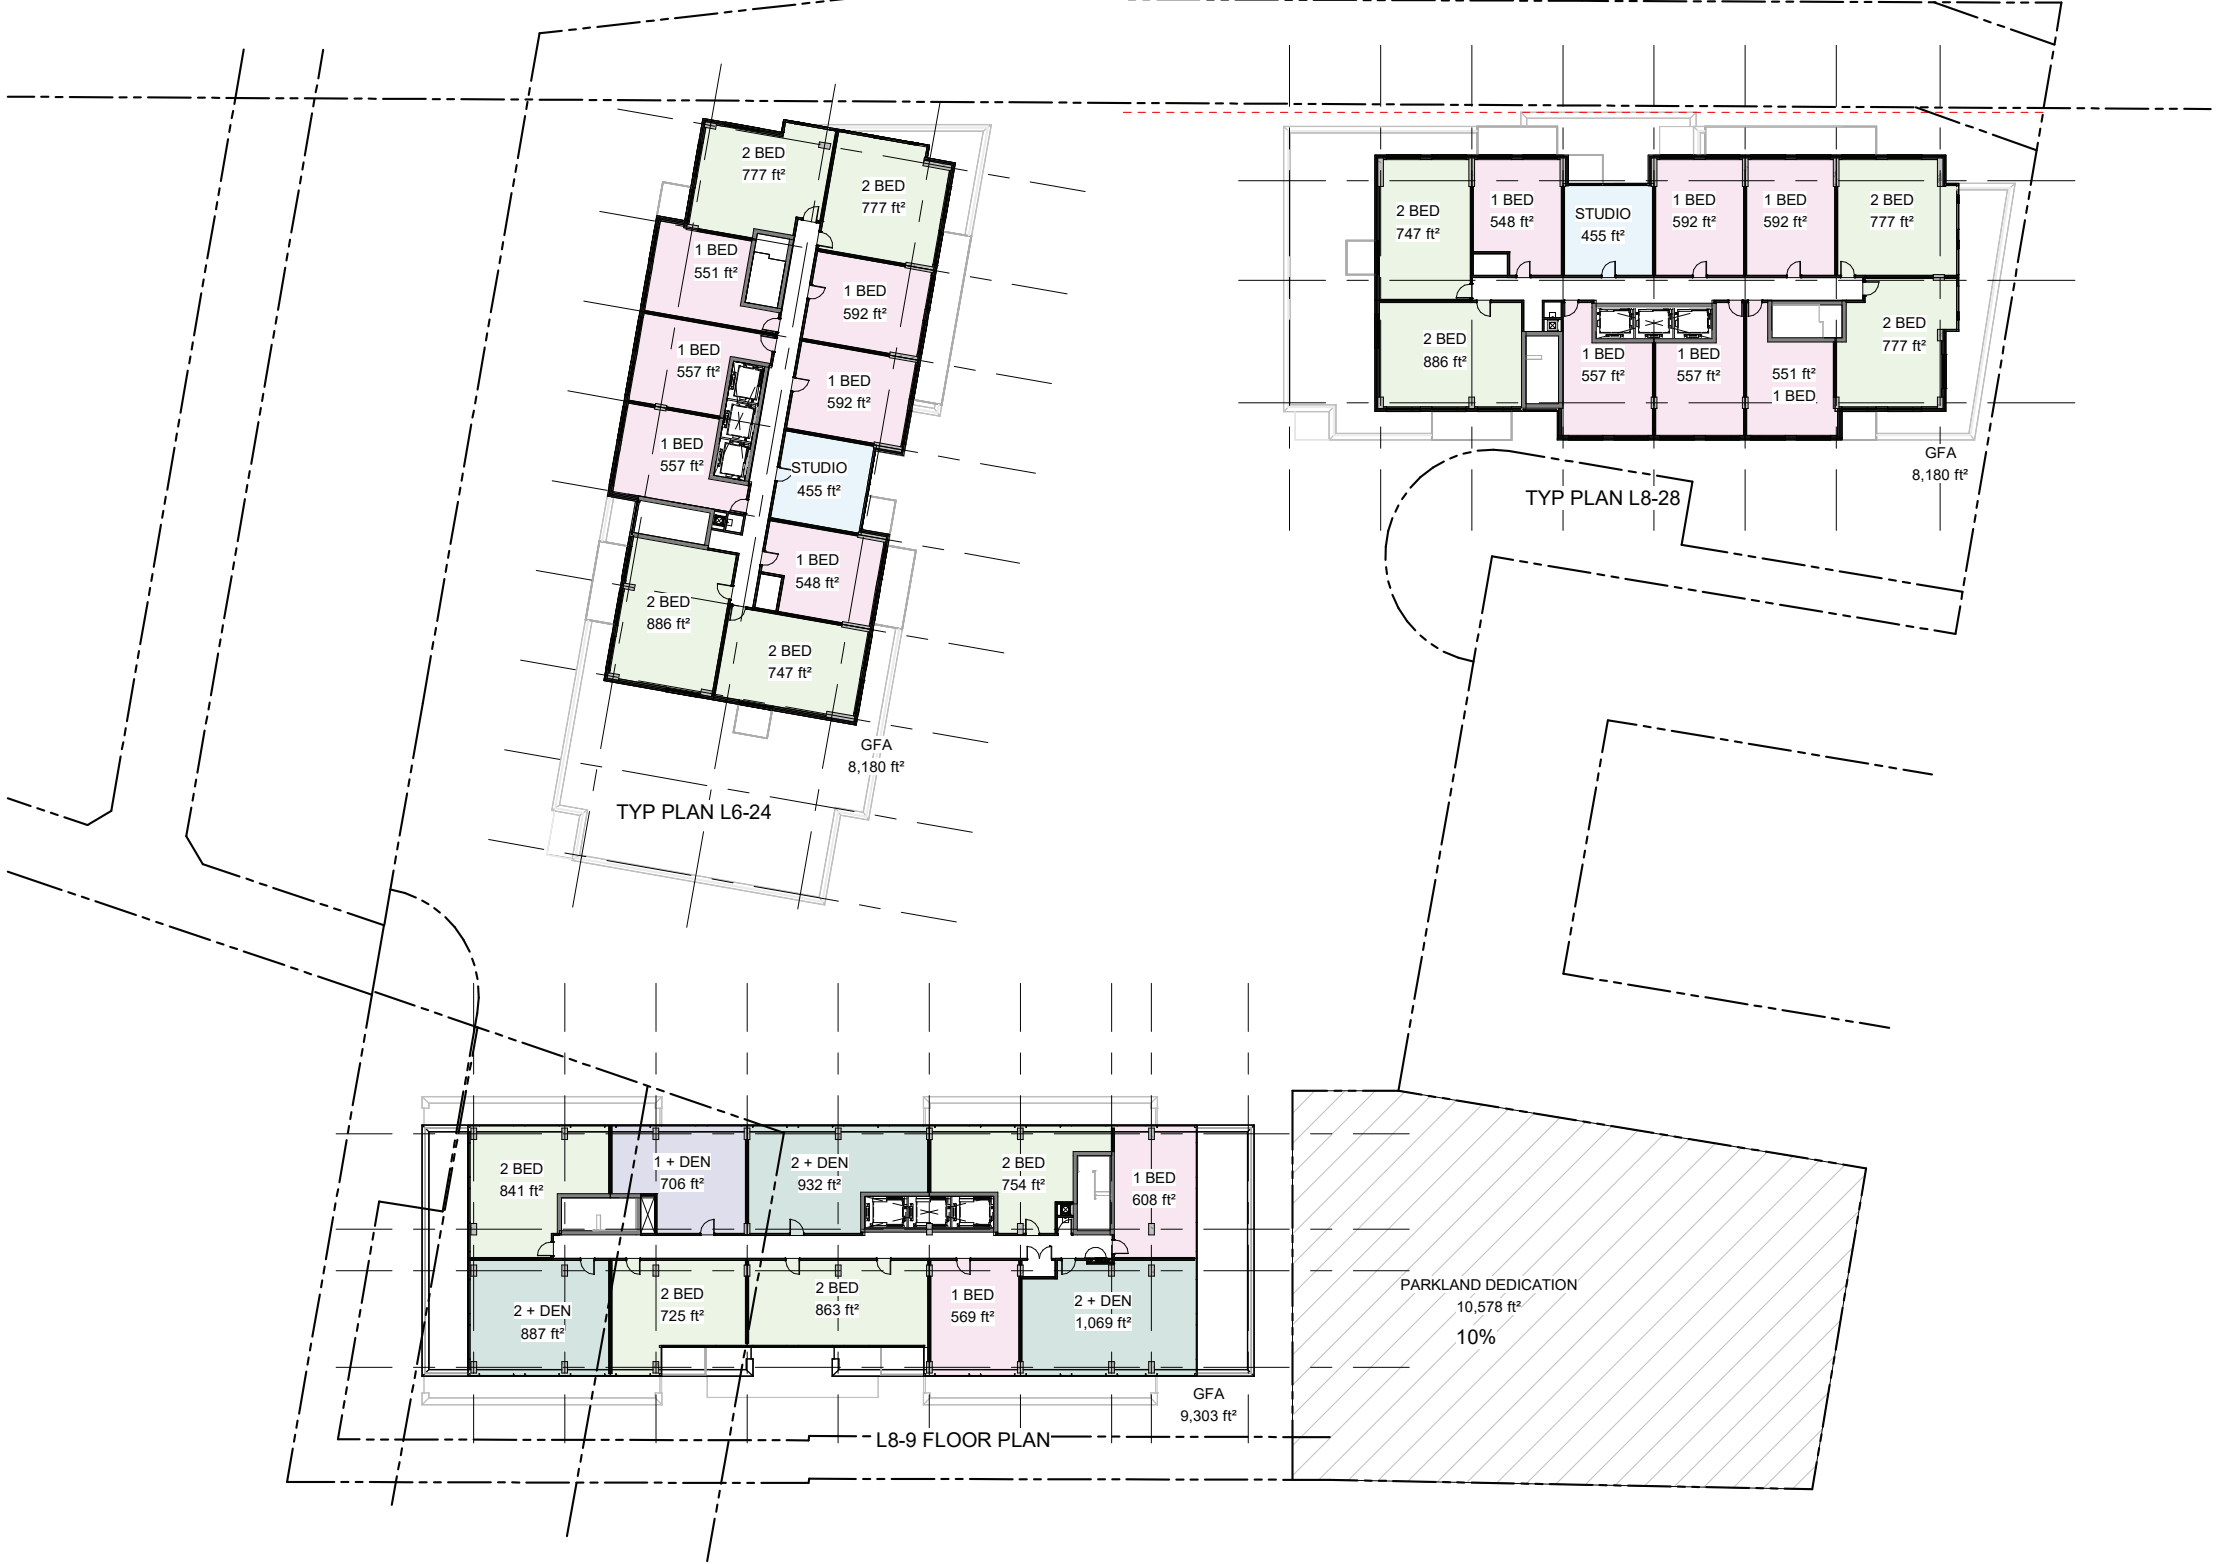 2 BED
777 ft²
2 BED
777 ft²
1 BED
551 ft²
1 BED
592 ft²
1 BED
557 ft²
1 BED
592 ft²
1 BED
557 ft²
STUDIO
455 ft²
1 BED
548 ft²
2 BED
886 ft²
2 BED
747 ft²
GFA
8,180 ft²
TYP PLAN L6-24
2 BED
747 ft²
1 BED
548 ft²
STUDIO
455 ft²
1 BED
592 ft²
1 BED
592 ft²
2 BED
777 ft²
2 BED
886 ft²
1 BED
557 ft²
1 BED
557 ft²
551 ft²
1 BED
2 BED
777 ft²
GFA
8,180 ft²
TYP PLAN L8-28
2 BED
841 ft²
1 + DEN
706 ft²
2 + DEN
932 ft²
2 BED
754 ft²
1 BED
608 ft²
2 + DEN
887 ft²
2 BED
725 ft²
2 BED
863 ft²
1 BED
569 ft²
2 + DEN
1,069 ft²
GFA
9,303 ft²
L8-9 FLOOR PLAN
PARKLAND DEDICATION
10,578 ft²
10%